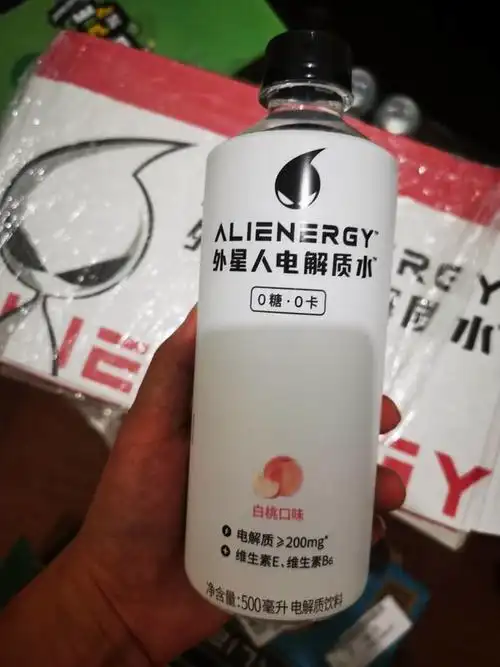 ALIENERGY™
外星人电解质水™
0糖·0卡
白桃口味
电解质≥200mg*
维生素E、维生素B6
净含量:500毫升 电解质饮料